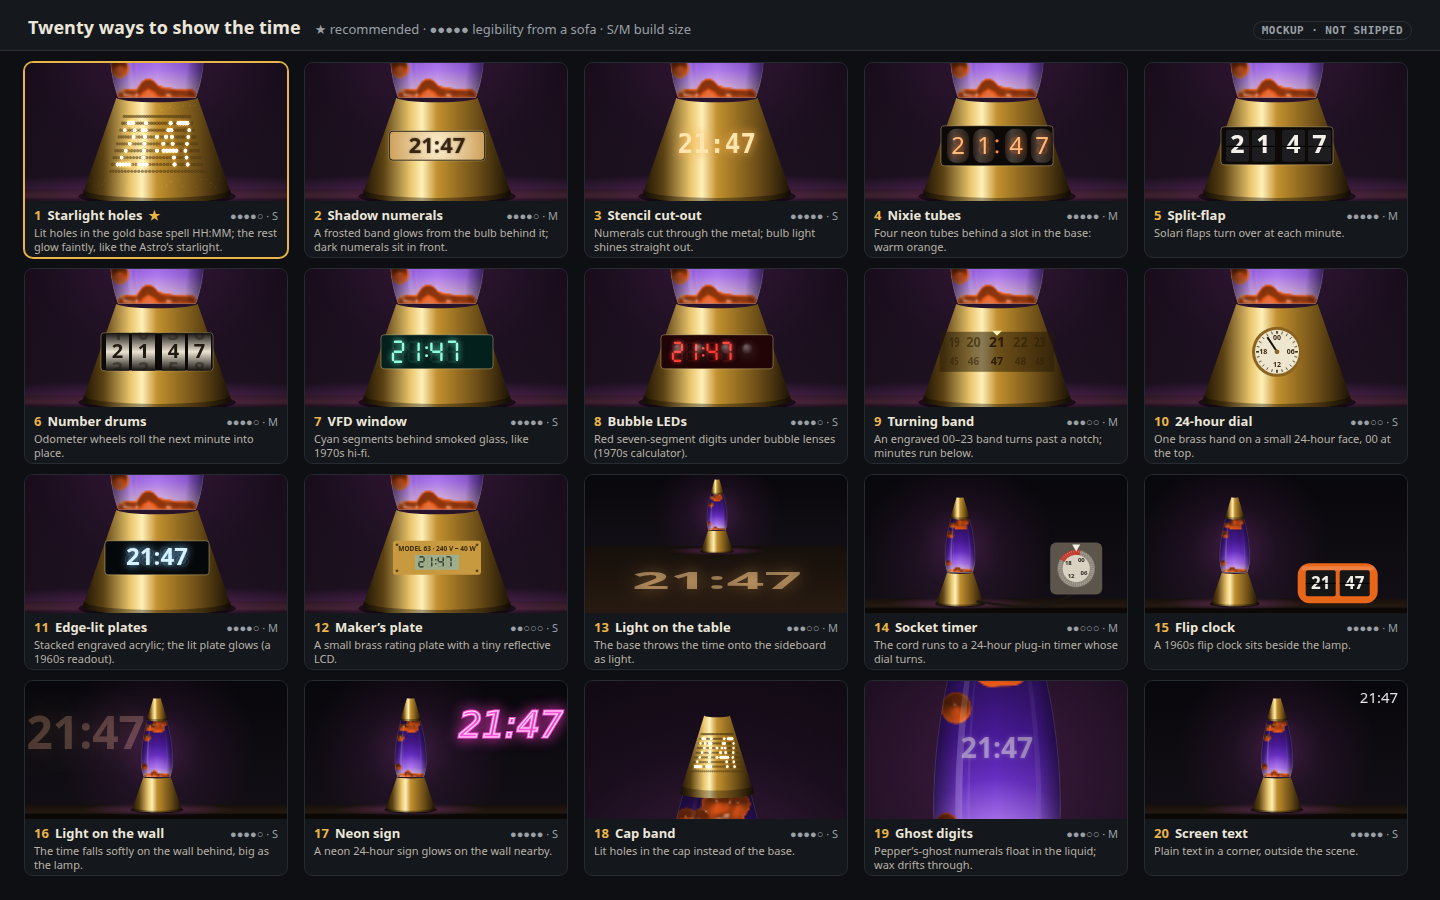 Twenty ways to show the time ★ recommended · ●●●●● legibility from a sofa · S/M build size MOCKUP · NOT SHIPPED
21:47
21:47
2 1 : 4 7
2 1 4 7
1 Starlight holes ★ ●●●●○ · S
Lit holes in the gold base spell HH:MM; the rest
glow faintly, like the Astro's starlight.
2 Shadow numerals ●●●●○ · M
A frosted band glows from the bulb behind it;
dark numerals sit in front.
3 Stencil cut-out ●●●●● · S
Numerals cut through the metal; bulb light
shines straight out.
4 Nixie tubes ●●●●● · M
Four neon tubes behind a slot in the base:
warm orange.
5 Split-flap ●●●●● · M
Solari flaps turn over at each minute.
2 1 4 7
21:47
21:47
19 20 21 22 23
45 46 47 48 49
00
18 06
12
6 Number drums ●●●●○ · M
Odometer wheels roll the next minute into
place.
7 VFD window ●●●●● · S
Cyan segments behind smoked glass, like
1970s hi-fi.
8 Bubble LEDs ●●●●○ · S
Red seven-segment digits under bubble lenses
(1970s calculator).
9 Turning band ●●●○○ · M
An engraved 00–23 band turns past a notch;
minutes run below.
10 24-hour dial ●●●○○ · S
One brass hand on a small 24-hour face, 00 at
the top.
21:47
MODEL 63 · 240 V ~ 40 W
21:47
21:47
00
18 06
12
21 47
11 Edge-lit plates ●●●●○ · M
Stacked engraved acrylic; the lit plate glows (a
1960s readout).
12 Maker's plate ●●○○○ · S
A small brass rating plate with a tiny reflective
LCD.
13 Light on the table ●●●○○ · M
The base throws the time onto the sideboard
as light.
14 Socket timer ●●○○○ · M
The cord runs to a 24-hour plug-in timer whose
dial turns.
15 Flip clock ●●●●● · M
A 1960s flip clock sits beside the lamp.
21:47
21:47
21:47
21:47
16 Light on the wall ●●●●○ · S
The time falls softly on the wall behind, big as
the lamp.
17 Neon sign ●●●●● · S
A neon 24-hour sign glows on the wall nearby.
18 Cap band ●●●●○ · S
Lit holes in the cap instead of the base.
19 Ghost digits ●●●○○ · M
Pepper's-ghost numerals float in the liquid;
wax drifts through.
20 Screen text ●●●●● · S
Plain text in a corner, outside the scene.